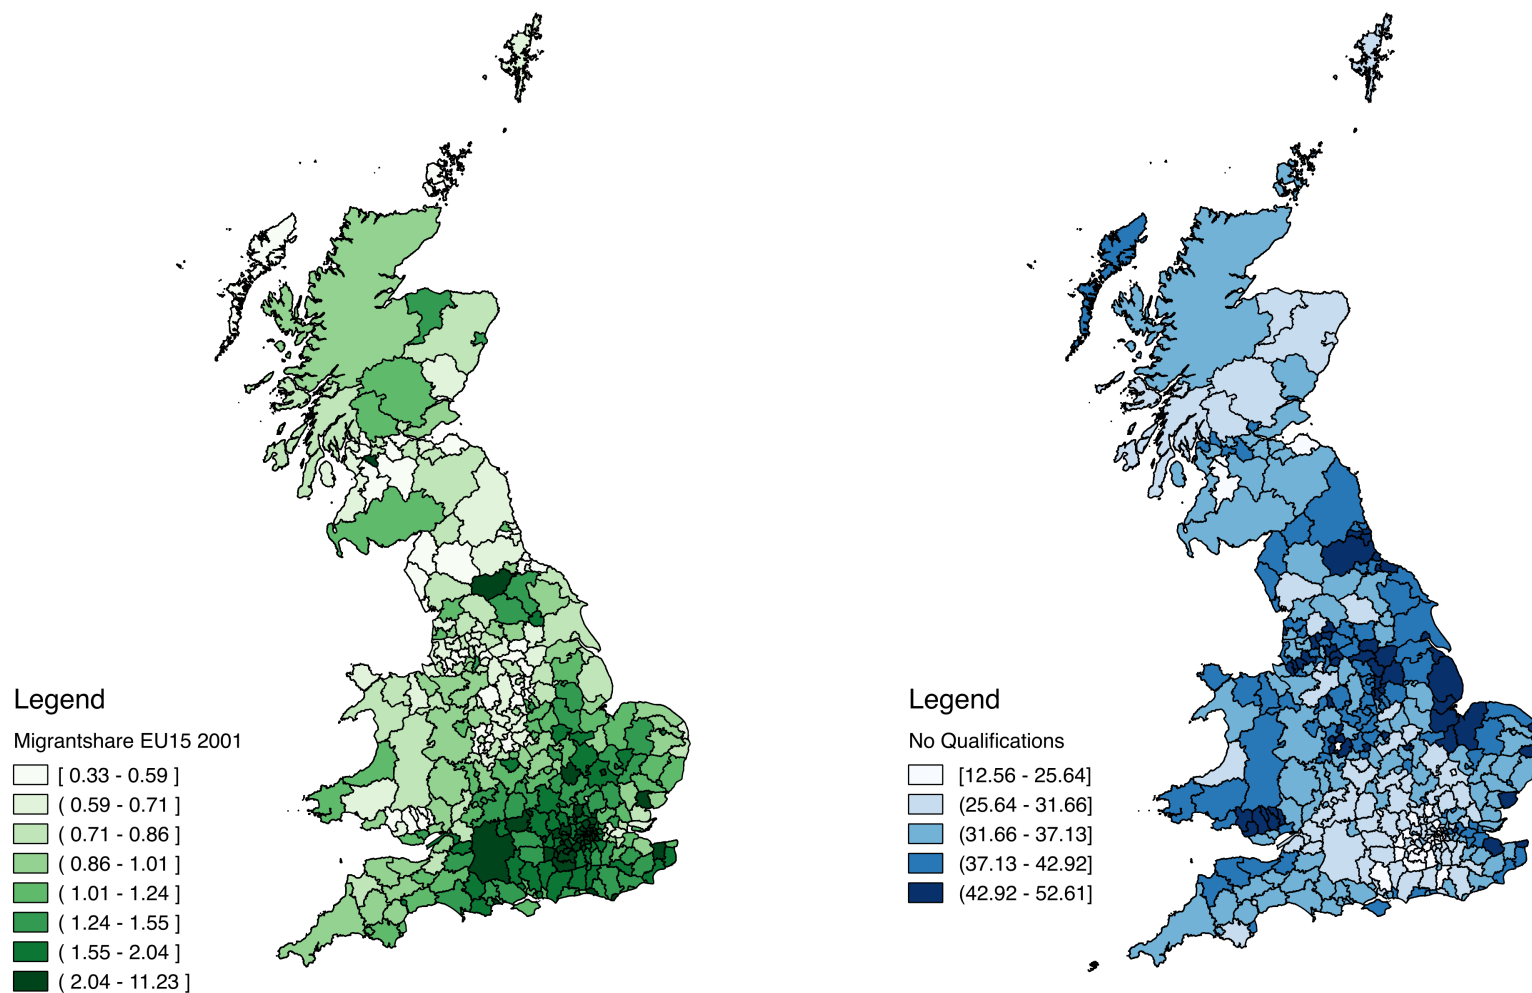 Legend
Migrantshare EU15 2001
[ 0.33 - 0.59 ]
( 0.59 - 0.71 ]
( 0.71 - 0.86 ]
( 0.86 - 1.01 ]
( 1.01 - 1.24 ]
( 1.24 - 1.55 ]
( 1.55 - 2.04 ]
( 2.04 - 11.23 ]
Legend
No Qualifications
[12.56 - 25.64]
(25.64 - 31.66]
(31.66 - 37.13]
(37.13 - 42.92]
(42.92 - 52.61]